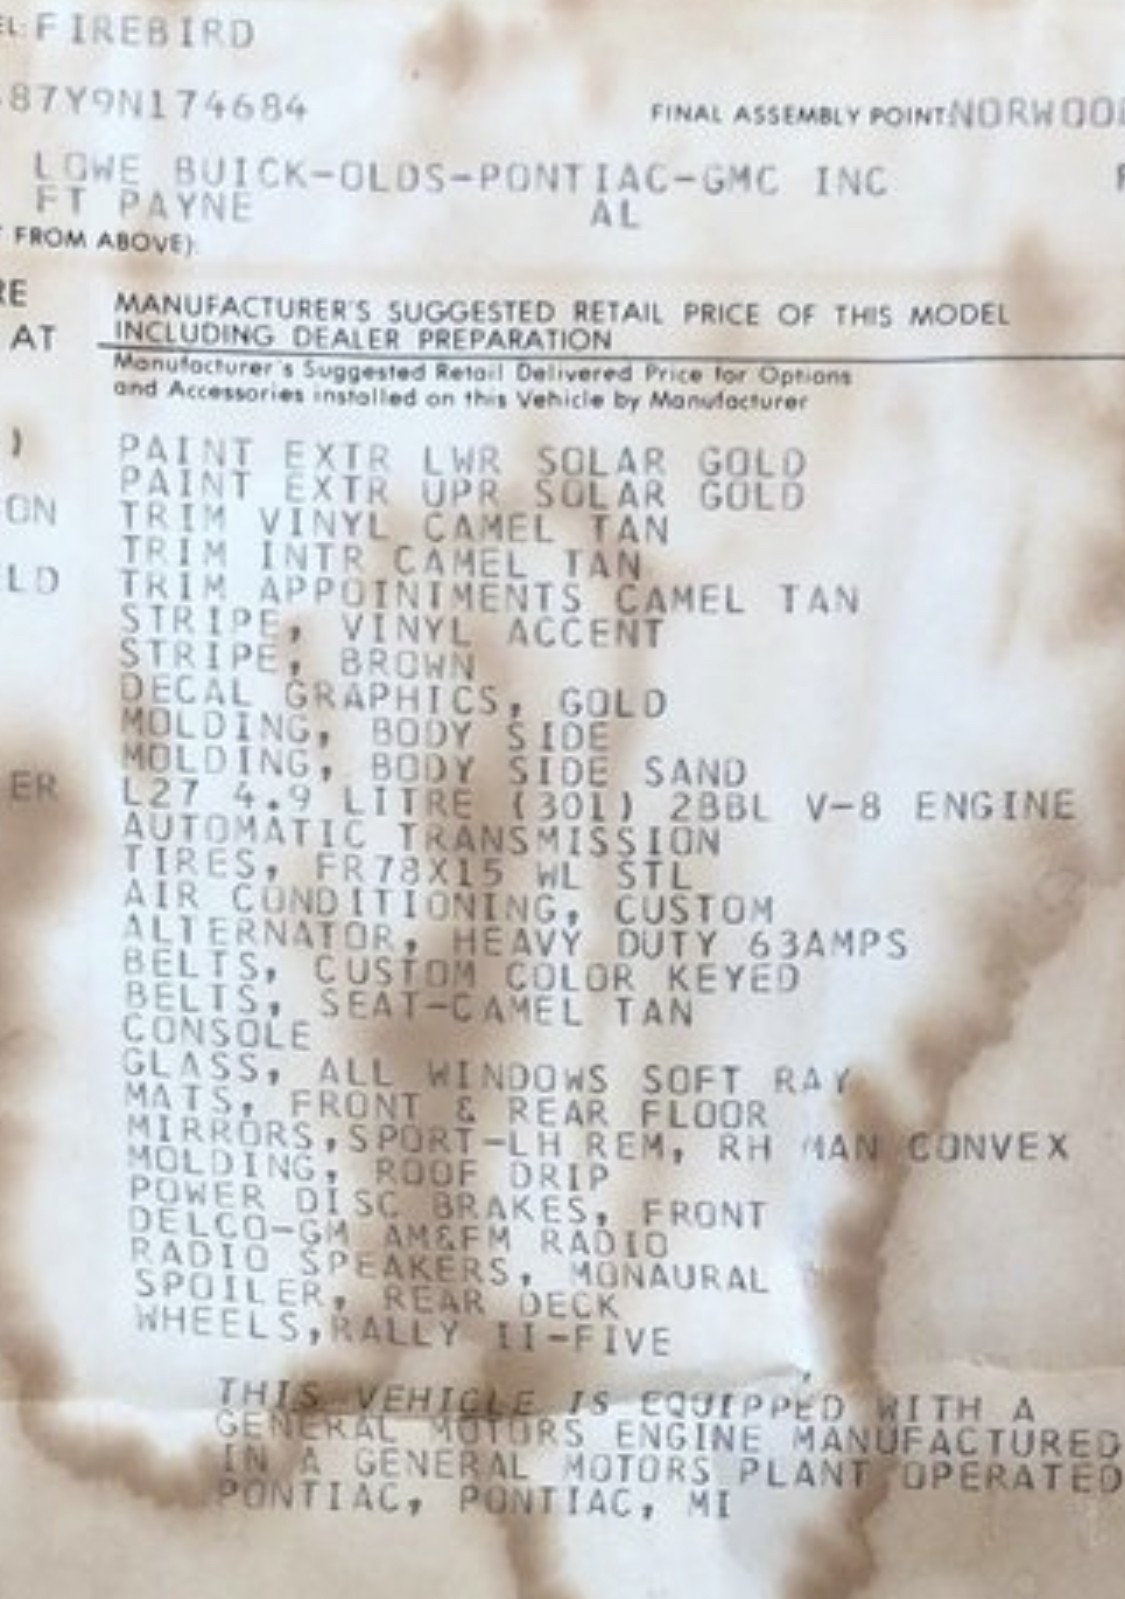 EL: FIREBIRD
87Y9N174684 FINAL ASSEMBLY POINT: NORWOOD
LOWE BUICK-OLDS-PONTIAC-GMC INC
FT PAYNE AL
FROM ABOVE):
RE MANUFACTURER'S SUGGESTED RETAIL PRICE OF THIS MODEL
AT INCLUDING DEALER PREPARATION
Manufacturer's Suggested Retail Delivered Price for Options
and Accessories installed on this Vehicle by Manufacturer
) PAINT EXTR LWR SOLAR GOLD
PAINT EXTR UPR SOLAR GOLD
ON TRIM VINYL CAMEL TAN
TRIM INTR CAMEL TAN
LD TRIM APPOINTMENTS CAMEL TAN
STRIPE, VINYL ACCENT
STRIPE, BROWN
DECAL GRAPHICS, GOLD
MOLDING, BODY SIDE
MOLDING, BODY SIDE SAND
ER L27 4.9 LITRE (301) 2BBL V-8 ENGINE
AUTOMATIC TRANSMISSION
TIRES, FR78X15 WL STL
AIR CONDITIONING, CUSTOM
ALTERNATOR, HEAVY DUTY 63AMPS
BELTS, CUSTOM COLOR KEYED
BELTS, SEAT-CAMEL TAN
CONSOLE
GLASS, ALL WINDOWS SOFT RAY
MATS, FRONT & REAR FLOOR
MIRRORS,SPORT-LH REM, RH MAN CONVEX
MOLDING, ROOF DRIP
POWER DISC BRAKES, FRONT
DELCO-GM AM&FM RADIO
RADIO SPEAKERS, MONAURAL
SPOILER, REAR DECK
WHEELS,RALLY II-FIVE
THIS VEHICLE IS EQUIPPED WITH A
GENERAL MOTORS ENGINE MANUFACTURED
IN A GENERAL MOTORS PLANT OPERATED
PONTIAC, PONTIAC, MI